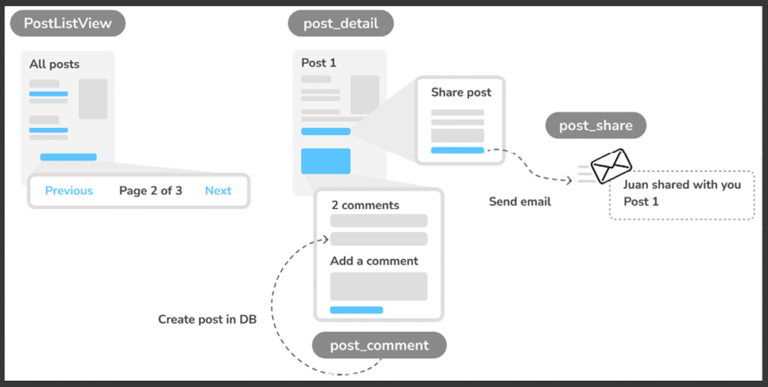 PostListView
All posts
Previous
Page 2 of 3
Next
post_detail
Post 1
Share post
post_share
Juan shared with you
Post 1
Send email
2 comments
Add a comment
Create post in DB
post_comment